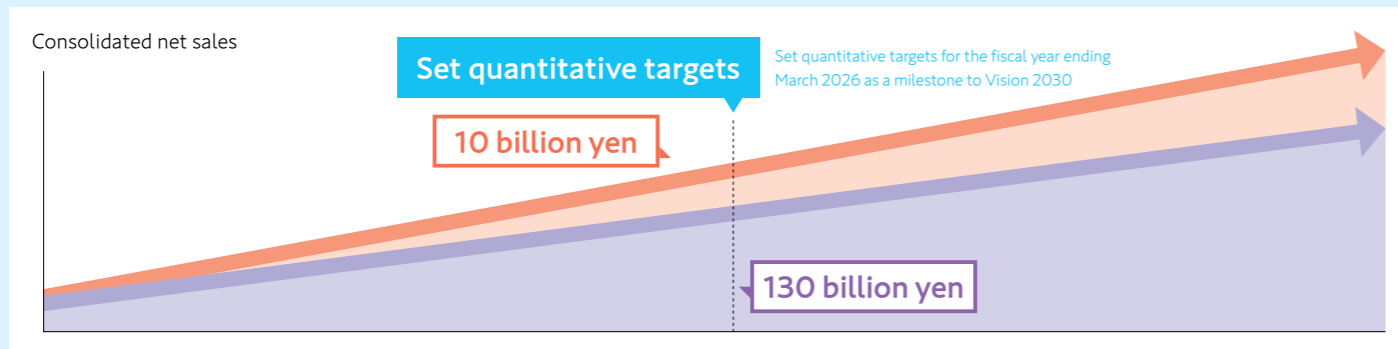 Consolidated net sales
Set quantitative targets
Set quantitative targets for the fiscal year ending
March 2026 as a milestone to Vision 2030
10 billion yen
130 billion yen